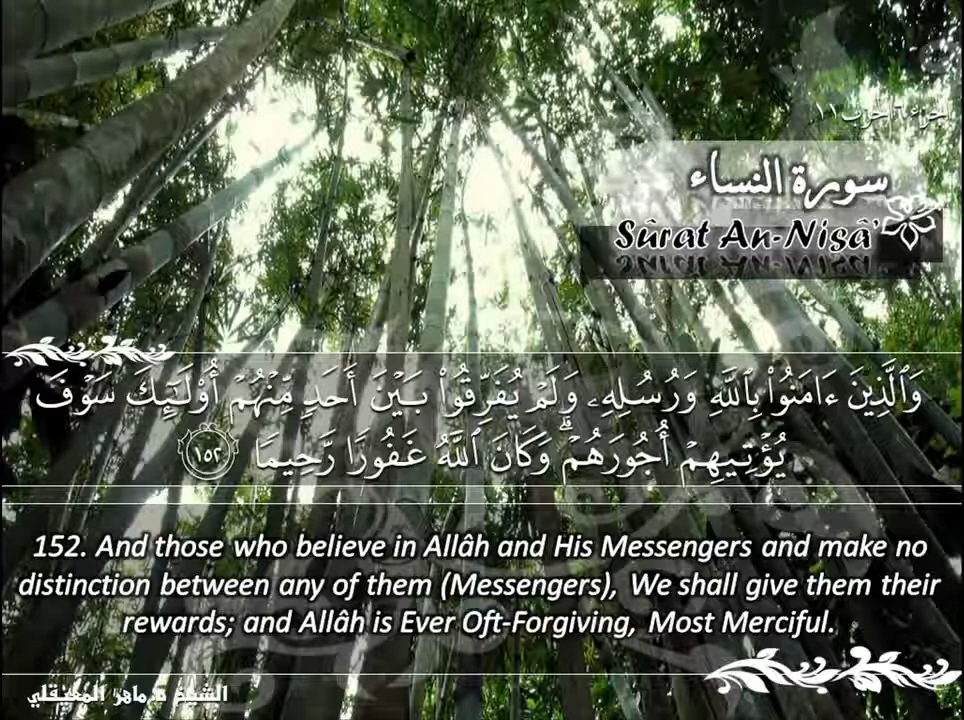 الجزء ٦ الحزب ١١
سورة النساء
Sûrat An-Nisâ'
وَٱلَّذِينَ ءَامَنُوا۟ بِٱللَّهِ وَرُسُلِهِۦ وَلَمْ يُفَرِّقُوا۟ بَيْنَ أَحَدٍ مِّنْهُمْ أُو۟لَـٰٓئِكَ سَوْفَ
يُؤْتِيهِمْ أُجُورَهُمْ ۗ وَكَانَ ٱللَّهُ غَفُورًا رَّحِيمًا ١٥٢
152. And those who believe in Allâh and His Messengers and make no
distinction between any of them (Messengers), We shall give them their
rewards; and Allâh is Ever Oft-Forgiving, Most Merciful.
الشيخ د.ماهر المعيقلي